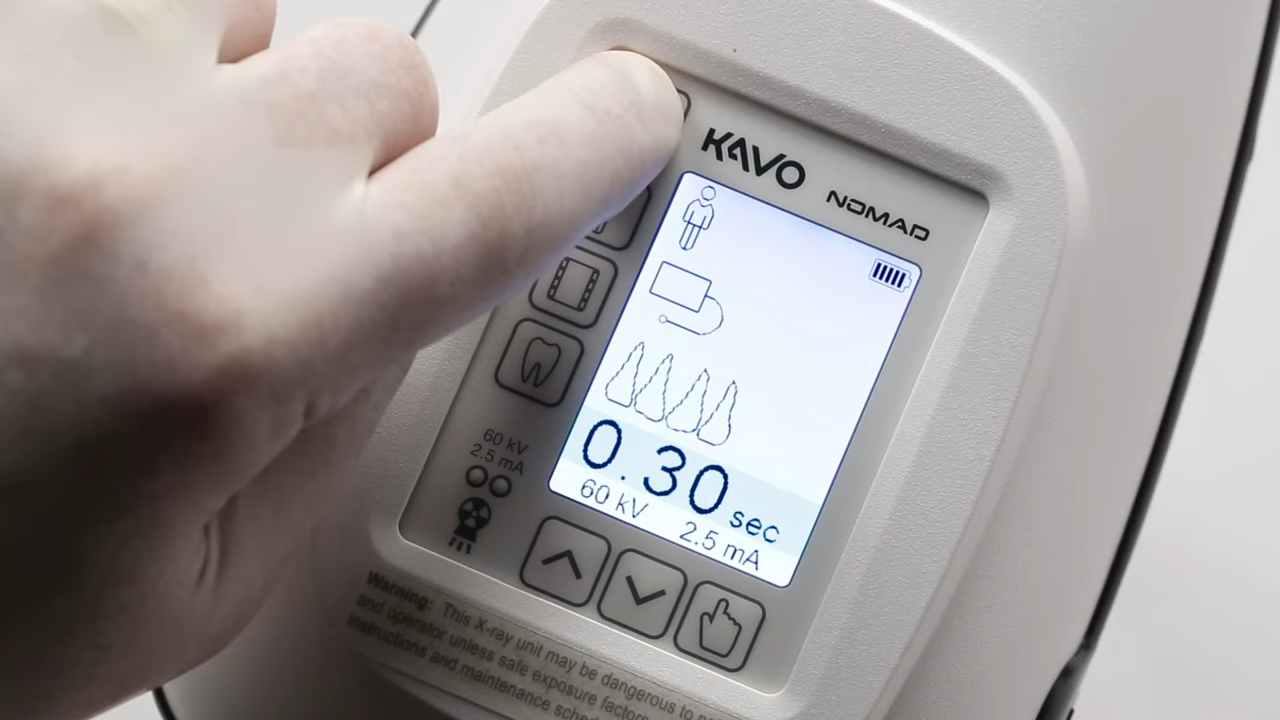 KAVO
NOMAD
0.30 sec
60 kV 2.5 mA
60 kV
2.5 mA
Warning: This X-ray unit may be dangerous to
and operator unless safe exposure factors
instructions and maintenance